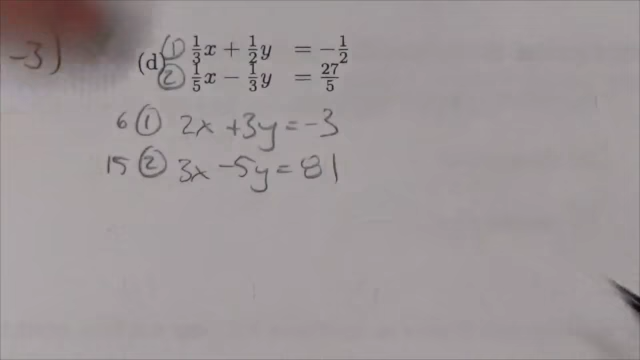 -3)
(d) ① 1/3x + 1/2y = -1/2
② 1/5x - 1/3y = 27/5
6 ① 2x + 3y = -3
15 ② 3x - 5y = 81